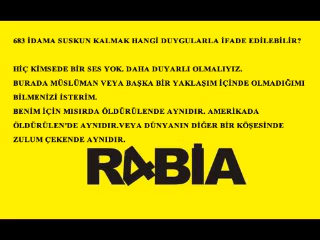 683 İDAMA SUSKUN KALMAK HANGİ DUYGULARLA İFADE EDİLEBİLİR?
HİÇ KİMSEDE BİR SES YOK. DAHA DUYARLI OLMALIYIZ.
BURADA MÜSLÜMAN VEYA BAŞKA BİR YAKLAŞIM İÇİNDE OLMADIĞIMI
BİLMENİZİ İSTERİM.
BENİM İÇİN MISIRDA ÖLDÜRÜLENDE AYNIDIR. AMERİKADA
ÖLDÜRÜLEN'DE AYNIDIR.VEYA DÜNYANIN DİĞER BİR KÖŞESİNDE
ZULUM ÇEKENDE AYNIDIR.
R4BİA